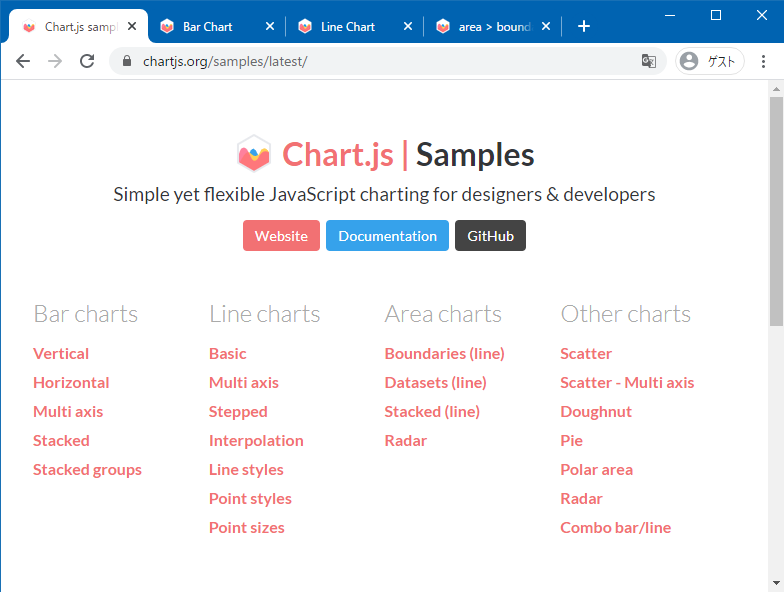 Chart.js sampl
Bar Chart
Line Chart
area > bound
chartjs.org/samples/latest/
ゲスト
Chart.js | Samples
Simple yet flexible JavaScript charting for designers & developers
Website
Documentation
GitHub
Bar charts
Vertical
Horizontal
Multi axis
Stacked
Stacked groups
Line charts
Basic
Multi axis
Stepped
Interpolation
Line styles
Point styles
Point sizes
Area charts
Boundaries (line)
Datasets (line)
Stacked (line)
Radar
Other charts
Scatter
Scatter - Multi axis
Doughnut
Pie
Polar area
Radar
Combo bar/line